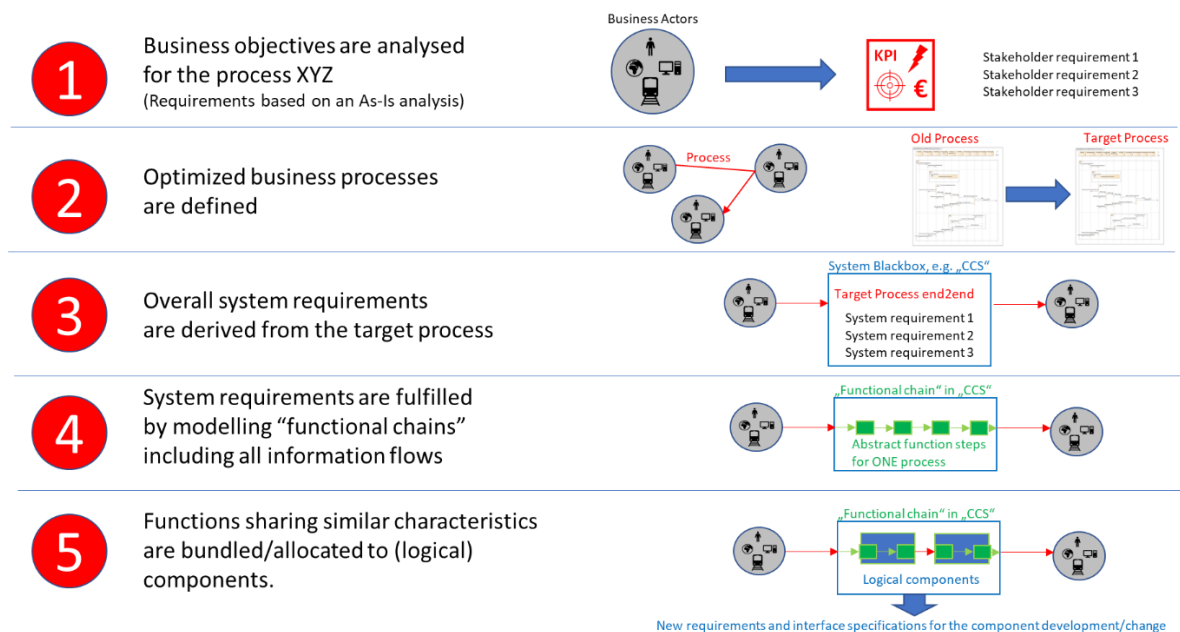 Business Actors
1
Business objectives are analysed
for the process XYZ
(Requirements based on an As-Is analysis)
KPI
€
Stakeholder requirement 1
Stakeholder requirement 2
Stakeholder requirement 3
2
Optimized business processes
are defined
Process
Old Process
Target Process
3
Overall system requirements
are derived from the target process
System Blackbox, e.g. „CCS“
Target Process end2end
System requirement 1
System requirement 2
System requirement 3
4
System requirements are fulfilled
by modelling “functional chains”
including all information flows
„Functional chain“ in „CCS“
Abstract function steps
for ONE process
5
Functions sharing similar characteristics
are bundled/allocated to (logical)
components.
„Functional chain“ in „CCS“
Logical components
New requirements and interface specifications for the component development/change